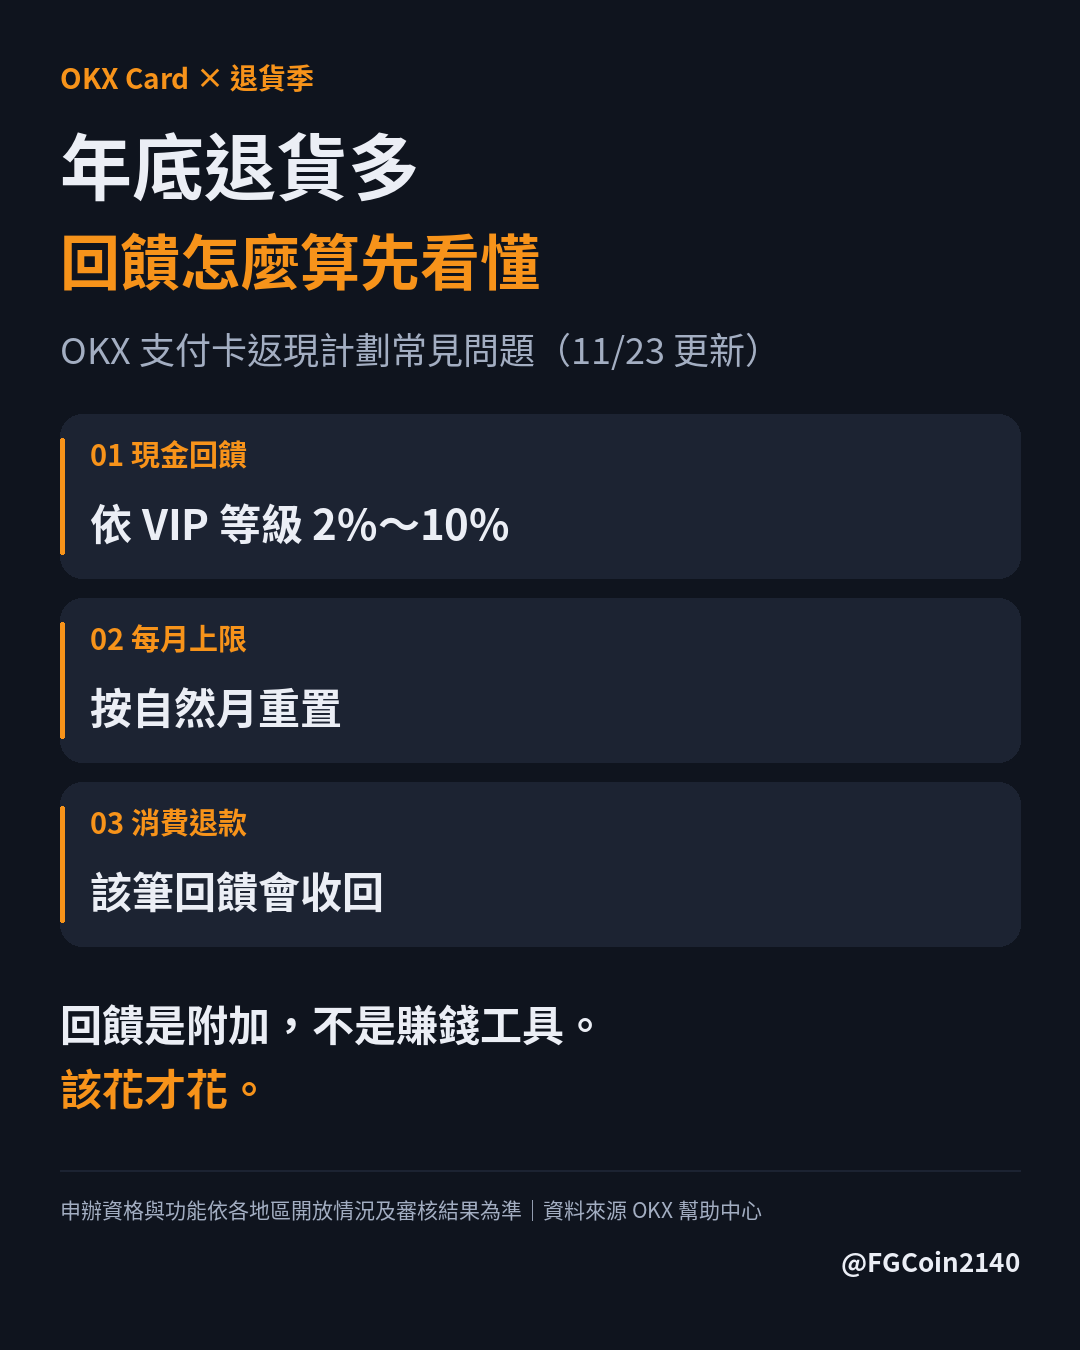 OKX Card × 退貨季
年底退貨多
回饋怎麼算先看懂
OKX 支付卡返現計劃常見問題（11/23 更新）
01 現金回饋
依 VIP 等級 2%～10%
02 每月上限
按自然月重置
03 消費退款
該筆回饋會收回
回饋是附加，不是賺錢工具。
該花才花。
申辦資格與功能依各地區開放情況及審核結果為準｜資料來源 OKX 幫助中心
@FGCoin2140